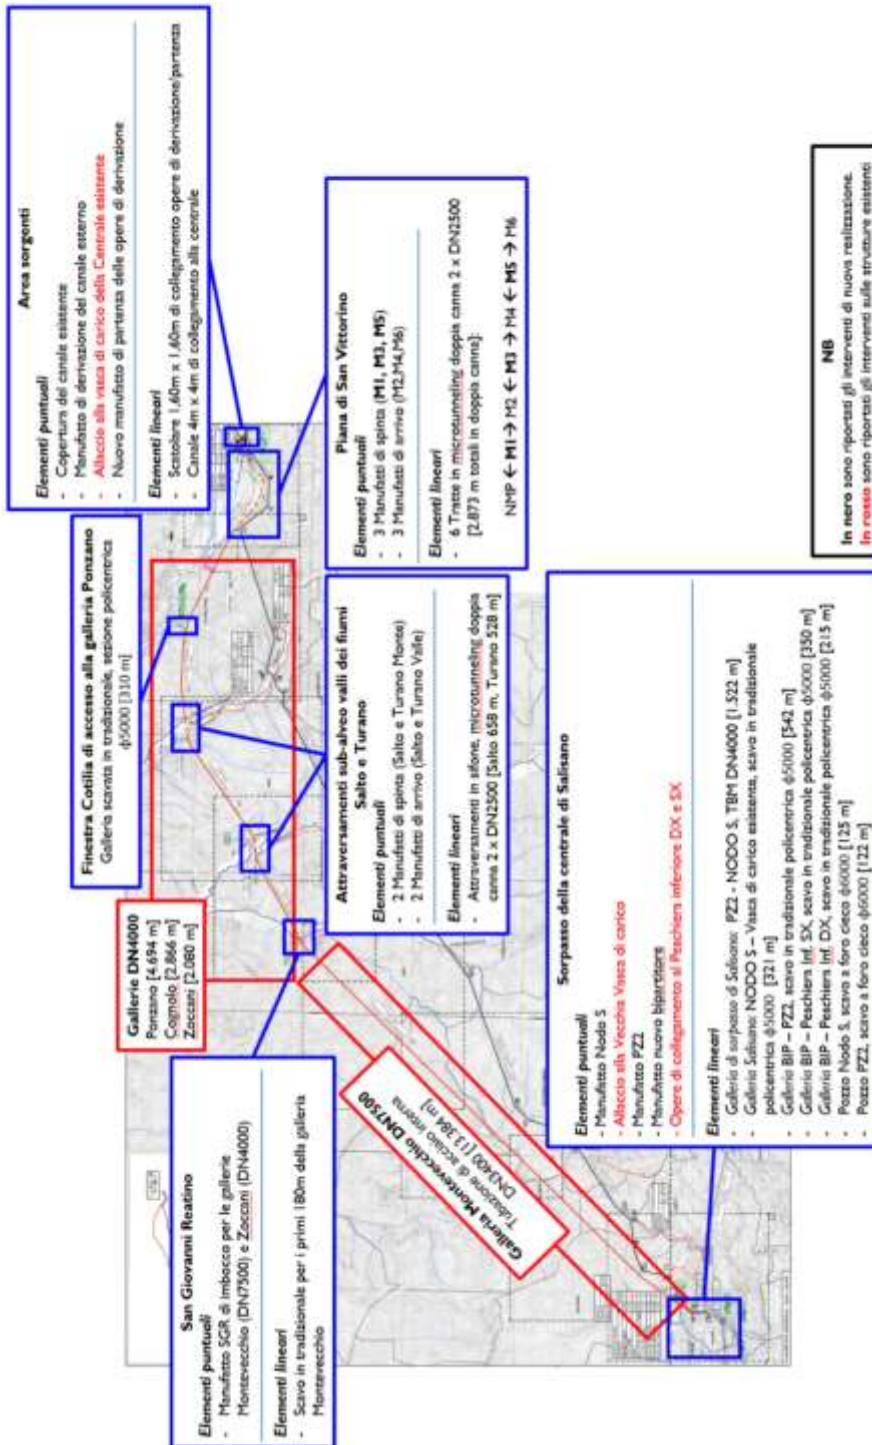 Area sorgenti
Elementi puntuali
- Copertura del canale esistente
- Manufatto di derivazione del canale esterno
- Allaccio alla vasca di carico della Centrale esistente
- Nuovo manufatto di partenza delle opere di derivazione
Elementi lineari
- Scatolare 1,60m x 1,60m di collegamento opere di derivazione/partenza
- Canale 4m x 4m di collegamento alla centrale
Finestra Cotilia di accesso alla galleria Ponzano
Galleria scavata in tradizionale, sezione policentrica
ϕ5000 [310 m]
Piana di San Vittorino
Elementi puntuali
- 3 Manufatti di spinta (M1, M3, M5)
- 3 Manufatti di arrivo (M2,M4,M6)
Elementi lineari
- 6 Tratte in microtunneling doppia canna 2 x DN2500
[2.873 m totali in doppia canna]:
NMP ← M1 → M2 ← M3 → M4 ← M5 → M6
Gallerie DN4000
Ponzano [4.694 m]
Cognolo [2.866 m]
Zoccani [2.080 m]
Attraversamenti sub-alveo valli dei fiumi
Salto e Turano
Elementi puntuali
- 2 Manufatti di spinta (Salto e Turano Monte)
- 2 Manufatti di arrivo (Salto e Turano Valle)
Elementi lineari
- Attraversamenti in sifone, microtunneling doppia
canna 2 x DN2500 [Salto 658 m, Turano 528 m]
San Giovanni Reatino
Elementi puntuali
- Manufatto SGR di imbocco per le gallerie
Montevecchio (DN7500) e Zoccani (DN4000)
Elementi lineari
- Scavo in tradizionale per i primi 180m della galleria
Montevecchio
Galleria Montevecchio DN7500
Tubazione di acciaio interna
DN3400 [13.384 m]
Sorpasso della centrale di Salisano
Elementi puntuali
- Manufatto Nodo S
- Allaccio alla Vecchia Vasca di carico
- Manufatto PZ2
- Manufatto nuovo bipartitore
- Opere di collegamento al Peschiera inferiore DX e SX
Elementi lineari
- Galleria di sorpasso di Salisano: PZ2 - NODO S, TBM DN4000 [1.522 m]
- Galleria Salisano: NODO S – Vasca di carico esistente, scavo in tradizionale
policentrica ϕ5000 [321 m]
- Galleria BIP – PZ2, scavo in tradizionale policentrica ϕ5000 [542 m]
- Galleria BIP – Peschiera Inf. SX, scavo in tradizionale policentrica ϕ5000 [350 m]
- Galleria BIP – Peschiera Inf. DX, scavo in tradizionale policentrica ϕ5000 [215 m]
- Pozzo Nodo S, scavo a foro cieco ϕ6000 [125 m]
- Pozzo PZ2, scavo a foro cieco ϕ6000 [122 m]
NB
In nero sono riportati gli interventi di nuova realizzazione.
In rosso sono riportati gli interventi sulle strutture esistenti